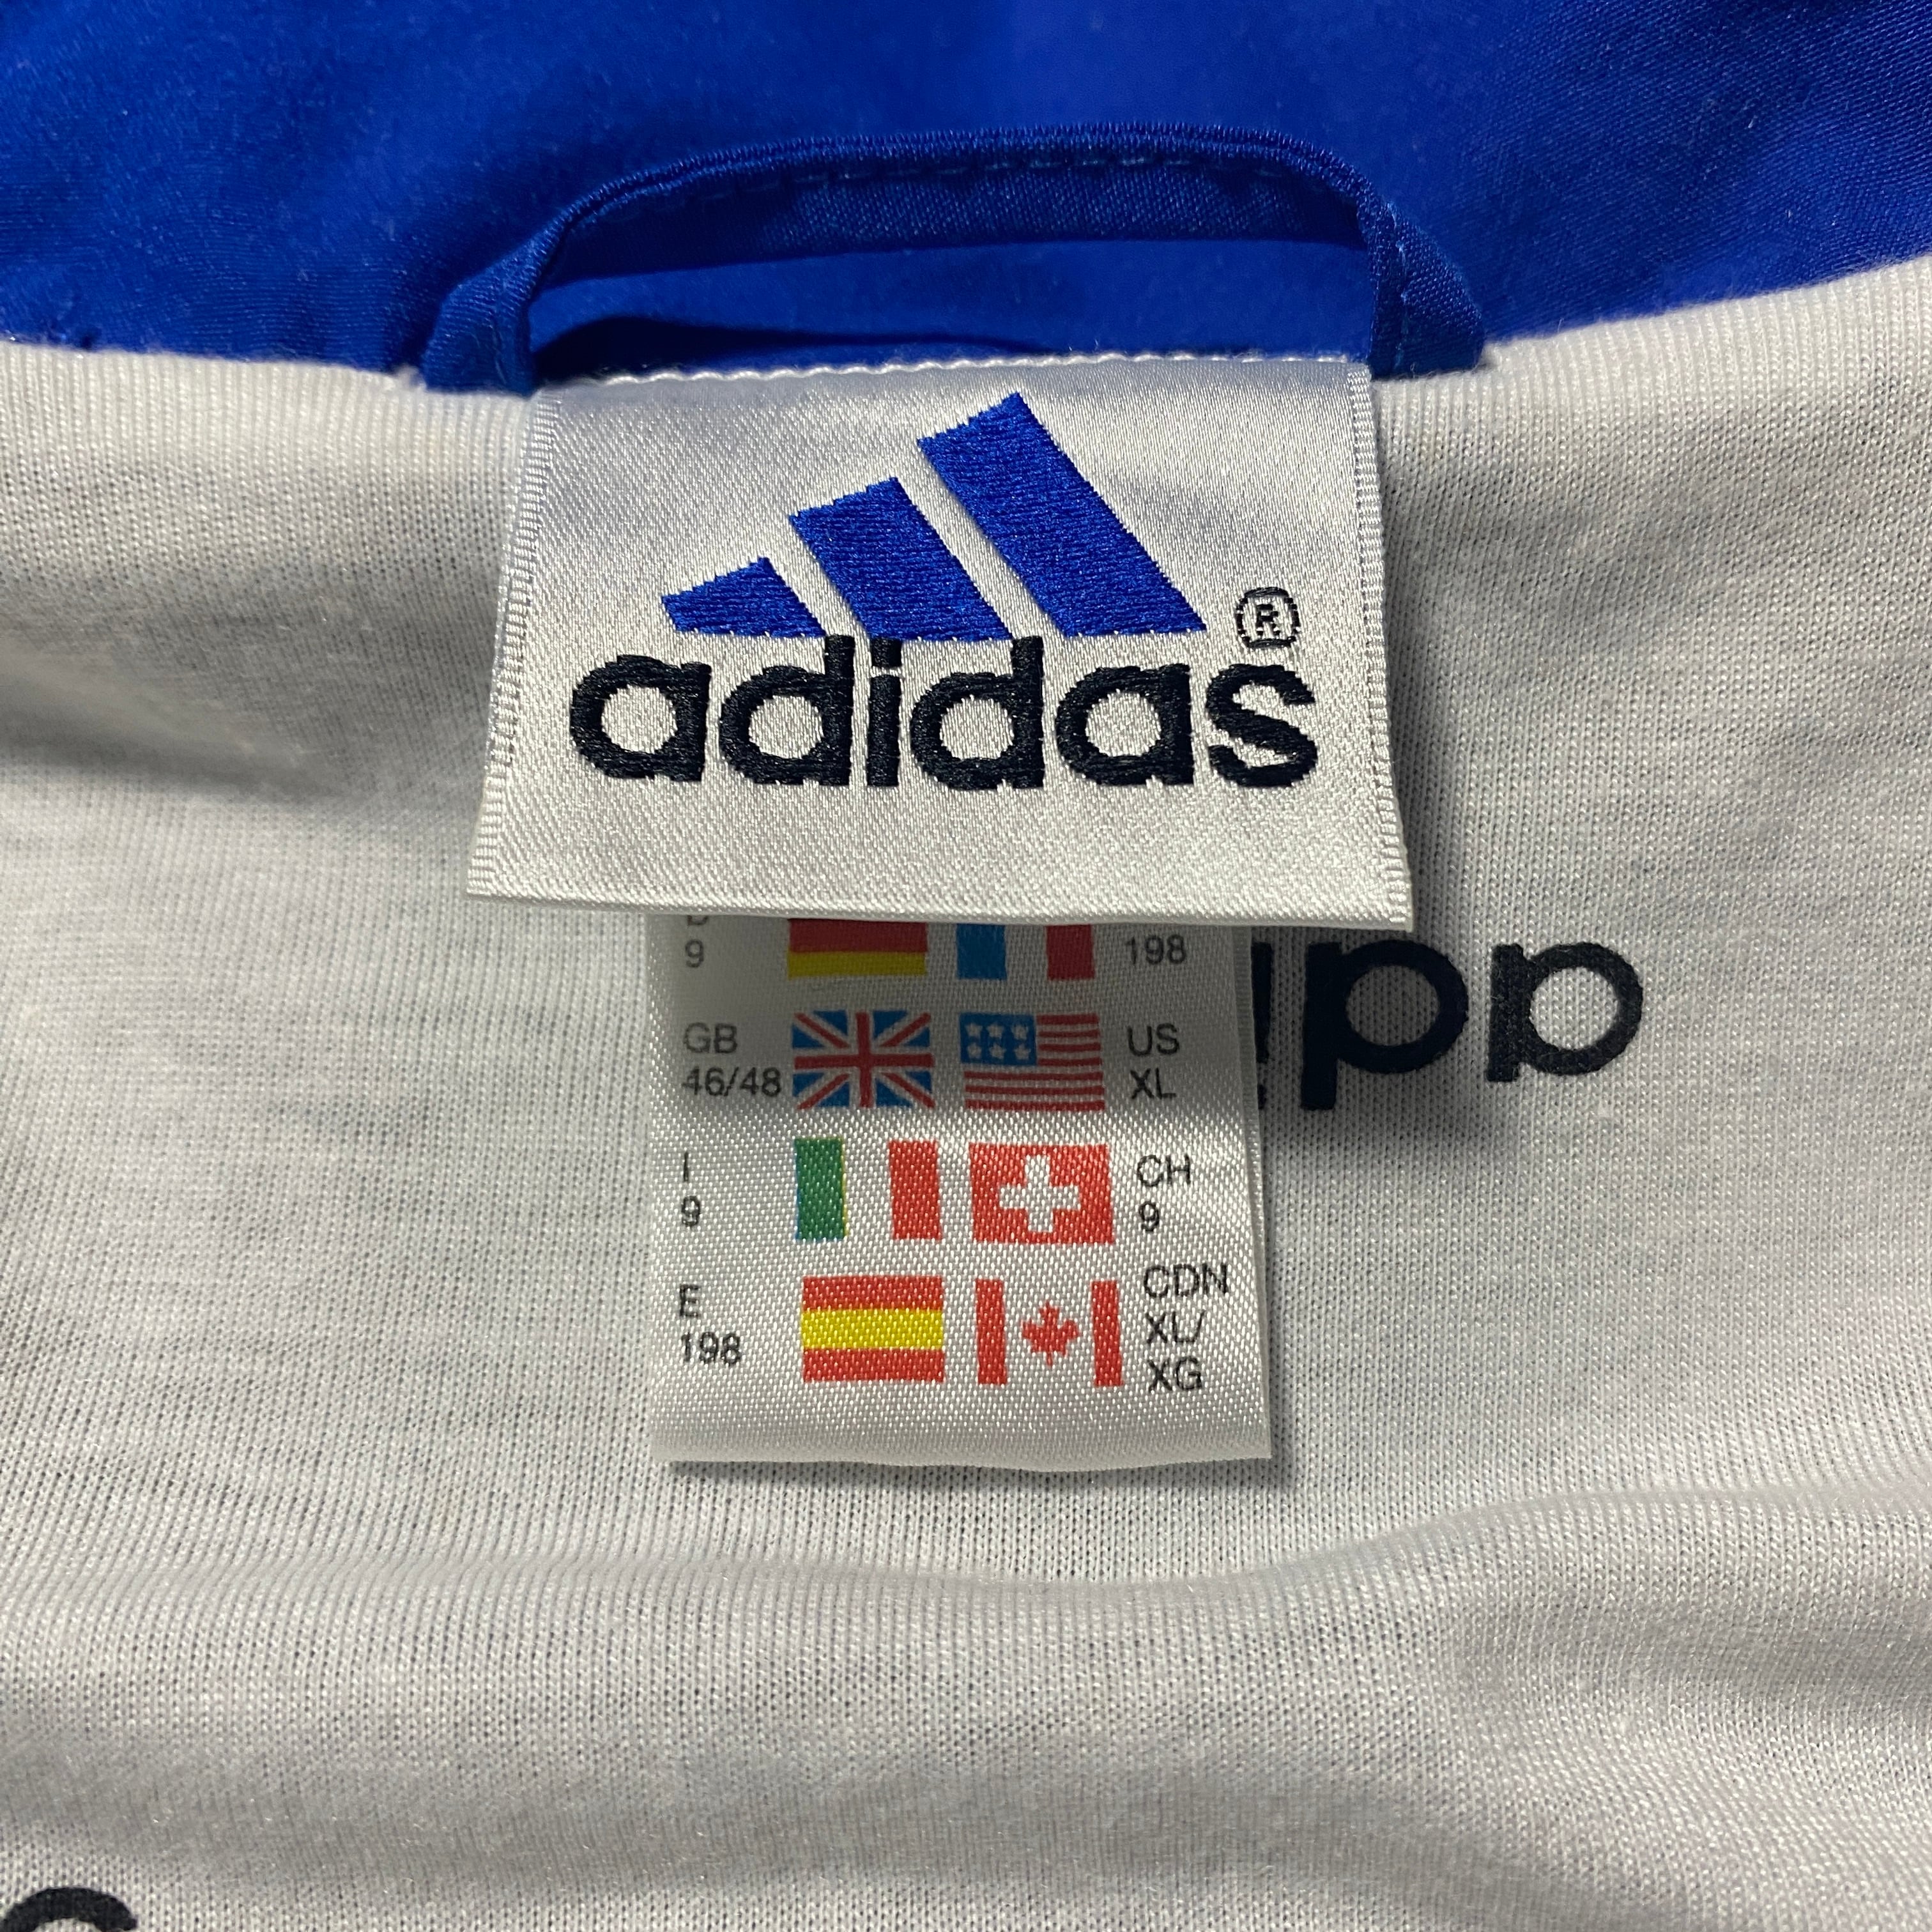 adidas®
9 198
GB US
46/48 XL
I CH
9 9
E CDN
198 XL/
XG